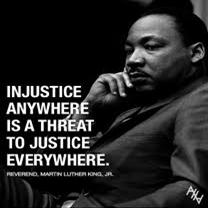 INJUSTICE
ANYWHERE
IS A THREAT
TO JUSTICE
EVERYWHERE.
REVEREND, MARTIN LUTHER KING, JR.